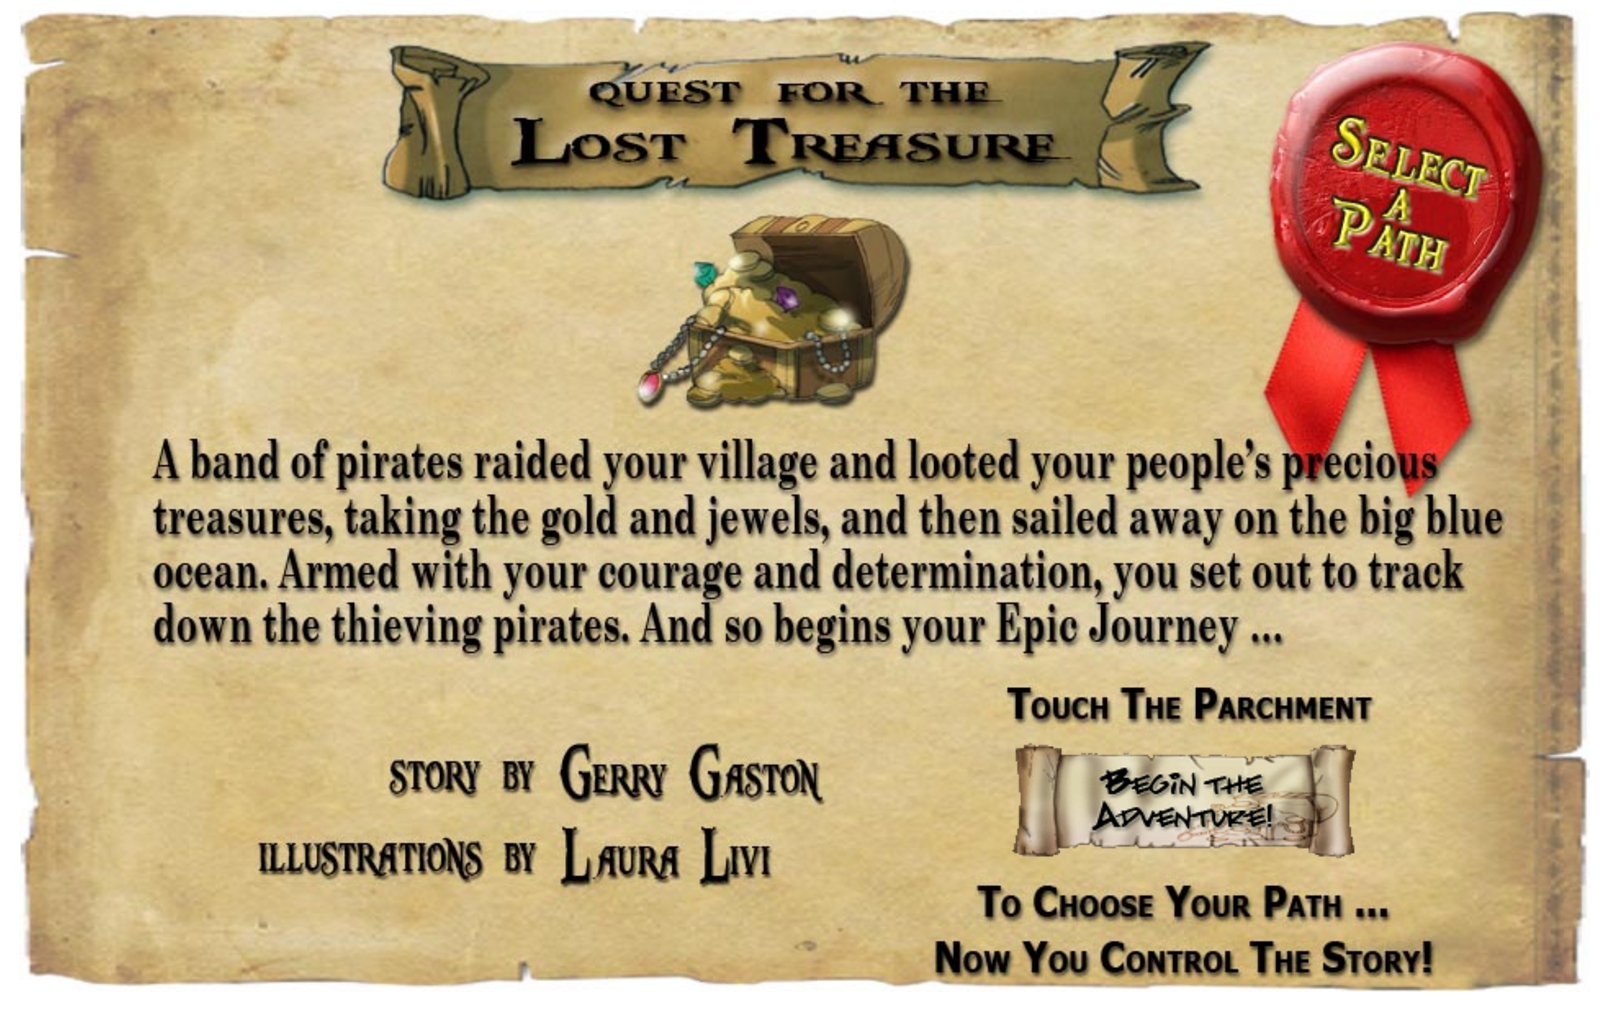 QUEST FOR THE
LOST TREASURE
SELECT
A
PATH
A band of pirates raided your village and looted your people’s precious
treasures, taking the gold and jewels, and then sailed away on the big blue
ocean. Armed with your courage and determination, you set out to track
down the thieving pirates. And so begins your Epic Journey ...
STORY BY GERRY GASTON
ILLUSTRATIONS BY LAURA LIVI
TOUCH THE PARCHMENT
BEGIN THE
ADVENTURE!
TO CHOOSE YOUR PATH ...
NOW YOU CONTROL THE STORY!